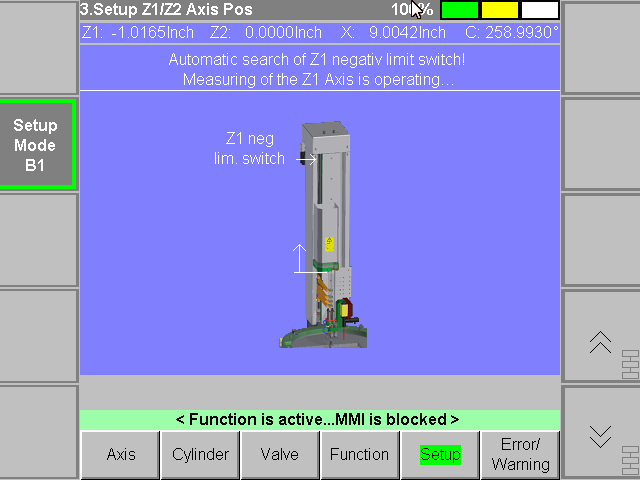 3.Setup Z1/Z2 Axis Pos 100%
Z1: -1.0165Inch Z2: 0.0000Inch X: 9.0042Inch C: 258.9930°
Automatic search of Z1 negativ limit switch!
Measuring of the Z1 Axis is operating...
Setup
Mode
B1
Z1 neg
lim. switch
< Function is active...MMI is blocked >
Axis Cylinder Valve Function Setup Error/
Warning